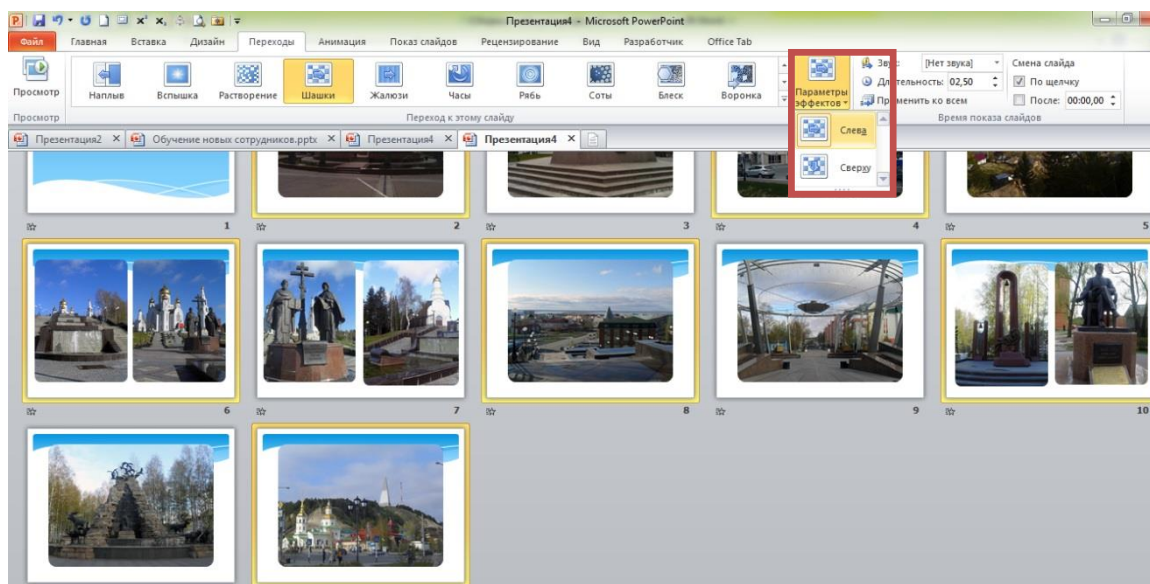 Презентация4 - Microsoft PowerPoint
Файл Главная Вставка Дизайн Переходы Анимация Показ слайдов Рецензирование Вид Разработчик Office Tab
Просмотр
Наплыв Вспышка Растворение Шашки Жалюзи Часы Рябь Соты Блеск Воронка
Параметры эффектов
[Нет звука]
02,50
Применить ко всем
Смена слайда
По щелчку
После: 00:00,00
Просмотр
Переход к этому слайду
Время показа слайдов
Презентация2 Обучение новых сотрудников.pptx Презентация4 Презентация4
Слева
Сверху
1 2 3 4 5
6 7 8 9 10